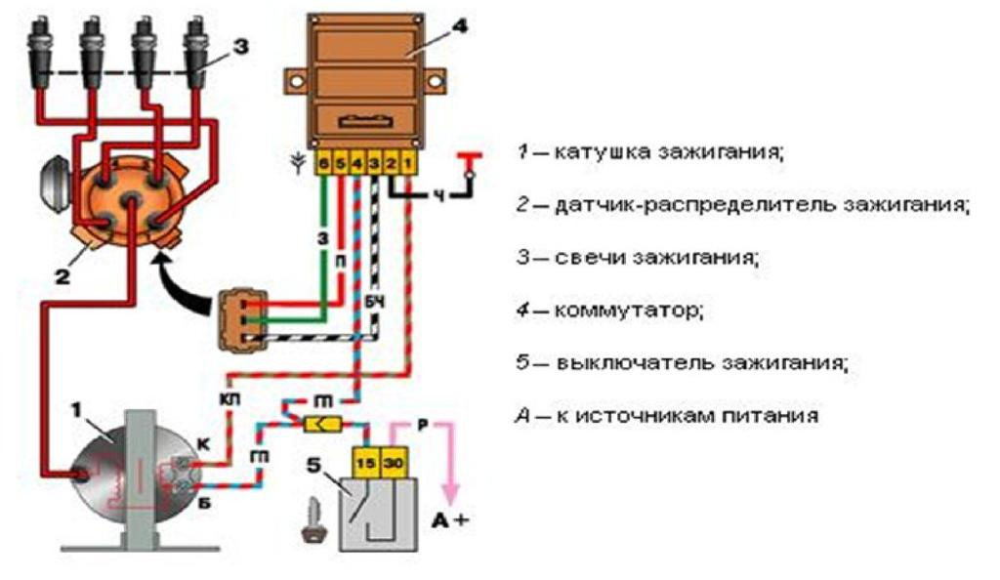 3
4
6 5 4 3 2 1
Ч
З
П
БЧ
2
КП
ГП
ГП
1
К
Б
Р
15 30
5
А+
1 – катушка зажигания;
2 – датчик-распределитель зажигания;
3 – свечи зажигания;
4 – коммутатор;
5 – выключатель зажигания;
А – к источникам питания